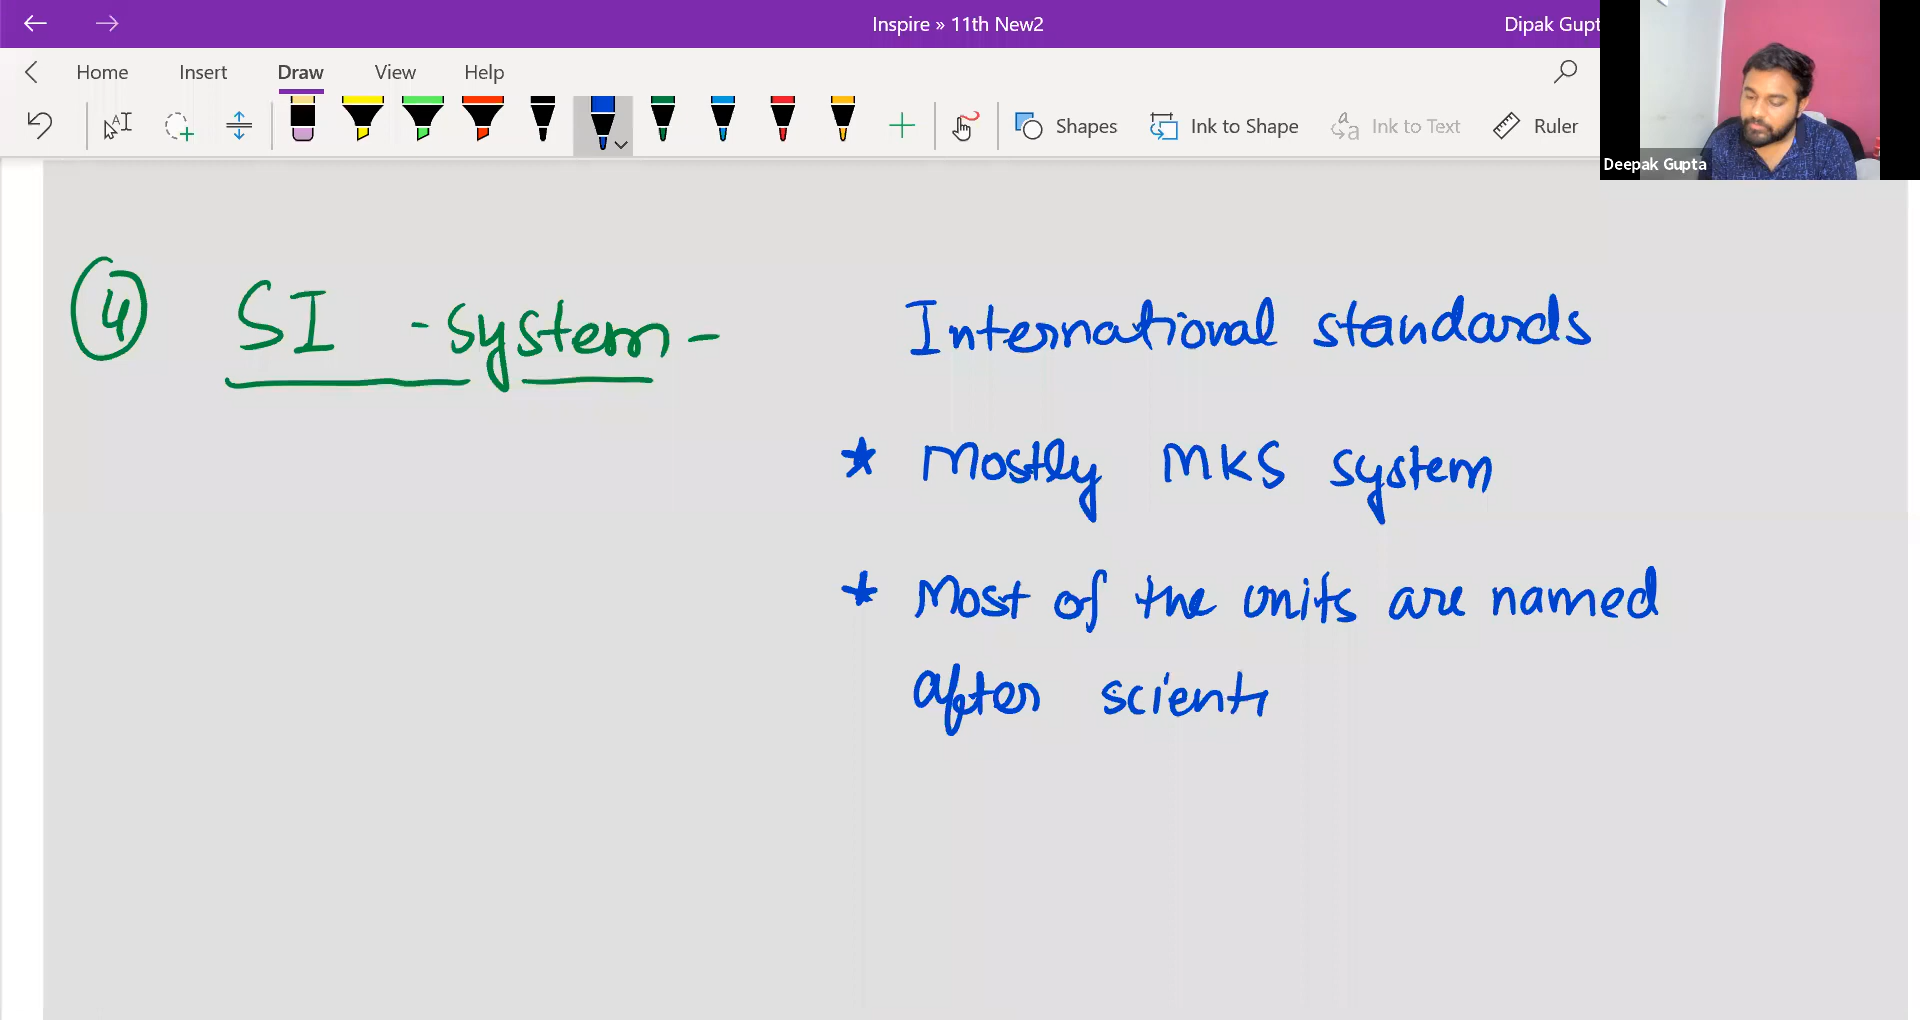 Inspire » 11th New2
Dipak Gupt
Home Insert Draw View Help
Shapes Ink to Shape Ink to Text Ruler
Deepak Gupta
4 SI - system - International standards
* Mostly MKS system
* Most of the units are named
after scienti